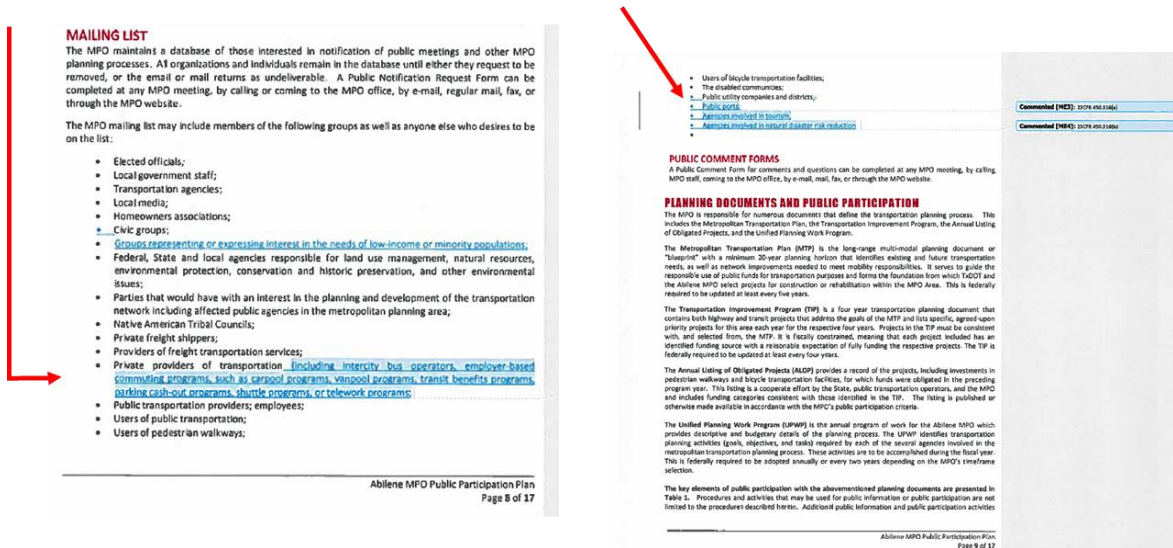 MAILING LIST
The MPO maintains a database of those interested in notification of public meetings and other MPO
planning processes. A1 organizations and individuals remain in the database until either they request to be
removed, or the email or mail returns as undeliverable. A Public Notification Request Form can be
completed at any MPO meeting, by calling or coming to the MPO office, by e-mail, regular mail, fax, or
through the MPO website.
The MPO mailing list may include members of the following groups as well as anyone else who desires to be
on the list:
• Elected officials;
• Local government staff;
• Transportation agencies;
• Local media;
• Homeowners associations;
• Civic groups;
• Groups representing or expressing interest in the needs of low-income or minority populations;
• Federal, State and local agencies responsible for land use management, natural resources,
environmental protection, conservation and historic preservation, and other environmental
issues;
• Parties that would have with an interest in the planning and development of the transportation
network including affected public agencies in the metropolitan planning area;
• Native American Tribal Councils;
• Private freight shippers;
• Providers of freight transportation services;
• Private providers of transportation (including intercity bus operators, employer-based
commuting programs, such as carpool programs, vanpool programs, transit benefits programs,
parking cash-out programs, shuttle programs, or telework programs;
• Public transportation providers; employees;
• Users of public transportation;
• Users of pedestrian walkways;
Abilene MPO Public Participation Plan
Page 8 of 17
• Users of bicycle transportation facilities;
• The disabled communities;
• Public utility companies and districts;
• Public ports;
• Agencies involved in tourism;
• Agencies involved in natural disaster risk reduction
•
Commented [ME3]: 23CFR 450.316(a)
Commented [ME4]: 23CFR 450.316(b)
PUBLIC COMMENT FORMS
A Public Comment Form for comments and questions can be completed at any MPO meeting, by calling
MPO staff, coming to the MPO office, by e-mail, mail, fax, or through the MPO website.
PLANNING DOCUMENTS AND PUBLIC PARTICIPATION
The MPO is responsible for numerous documents that define the transportation planning process. This
includes the Metropolitan Transportation Plan, the Transportation Improvement Program, the Annual Listing
of Obligated Projects, and the Unified Planning Work Program.
The Metropolitan Transportation Plan (MTP) is the long-range multi-modal planning document or
"blueprint" with a minimum 20-year planning horizon that identifies existing and future transportation
needs, as well as network improvements needed to meet mobility responsibilities. It serves to guide the
responsible use of public funds for transportation purposes and forms the foundation from which TxDOT and
the Abilene MPO select projects for construction or rehabilitation within the MPO Area. This is federally
required to be updated at least every five years.
The Transportation Improvement Program (TIP) is a four year transportation planning document that
contains both highway and transit projects that address the goals of the MTP and lists specific, agreed-upon
priority projects for this area each year for the respective four years. Projects in the TIP must be consistent
with, and selected from, the MTP. It is fiscally constrained, meaning that each project included has an
identified funding source with a reasonable expectation of fully funding the respective projects. The TIP is
federally required to be updated at least every four years.
The Annual Listing of Obligated Projects (ALOP) provides a record of the projects, including investments in
pedestrian walkways and bicycle transportation facilities, for which funds were obligated in the preceding
program year. This listing is a cooperate effort by the State, public transportation operators, and the MPO
and includes funding categories consistent with those identified in the TIP. The listing is published or
otherwise made available in accordance with the MPC's public participation criteria.
The Unified Planning Work Program (UPWP) is the annual program of work for the Abilene MPO which
provides descriptive and budgetary details of the planning process. The UPWP identifies transportation
planning activities (goals, objectives, and tasks) required by each of the several agencies involved in the
metropolitan transportation planning process. These activities are to be accomplished during the fiscal year.
This is federally required to be adopted annually or every two years depending on the MPO's timeframe
selection.
The key elements of public participation with the abovementioned planning documents are presented in
Table 1. Procedures and activities that may be used for public information or public participation are not
limited to the procedures described herein. Additional public information and public participation activities
Abilene MPO Public Participation Plan
Page 9 of 17